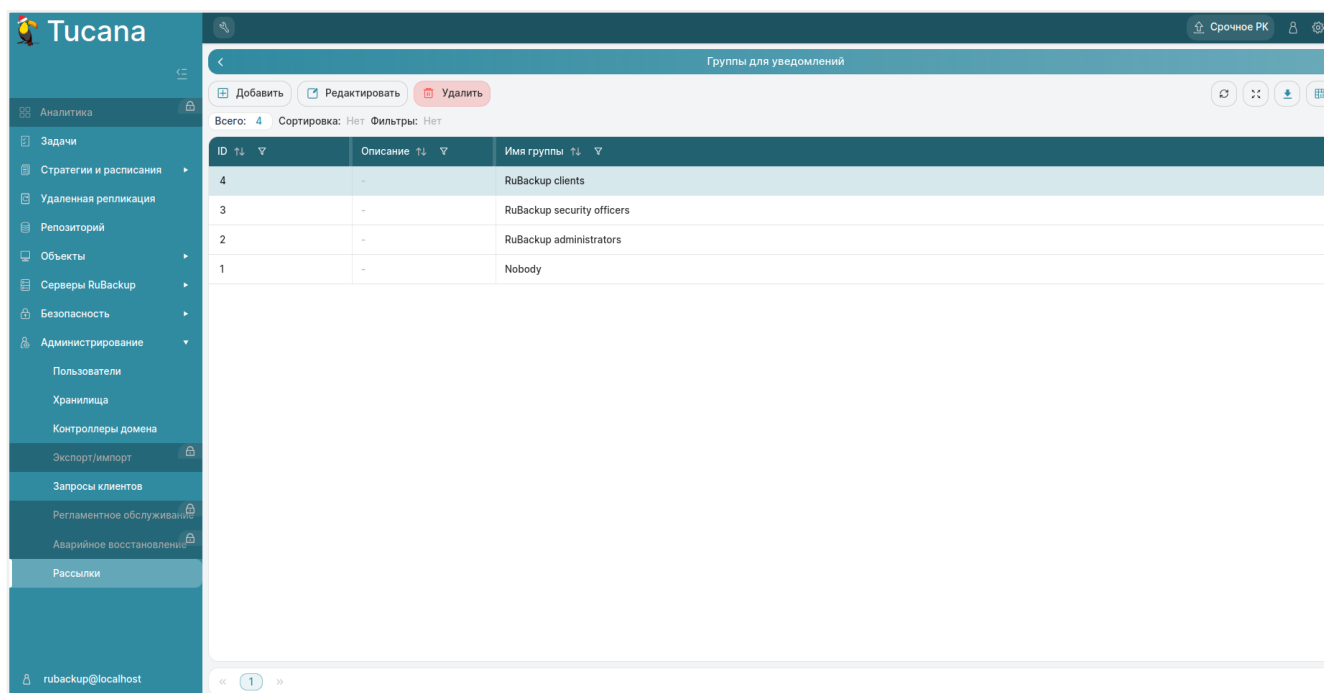 Tucana
Срочное РК
Группы для уведомлений
Добавить Редактировать Удалить
Всего: 4 Сортировка: Нет Фильтры: Нет
ID Описание Имя группы
4 - RuBackup clients
3 - RuBackup security officers
2 - RuBackup administrators
1 - Nobody
Аналитика
Задачи
Стратегии и расписания
Удаленная репликация
Репозиторий
Объекты
Серверы RuBackup
Безопасность
Администрирование
Пользователи
Хранилища
Контроллеры домена
Экспорт/импорт
Запросы клиентов
Регламентное обслуживание
Аварийное восстановление
Рассылки
rubackup@localhost
« 1 »